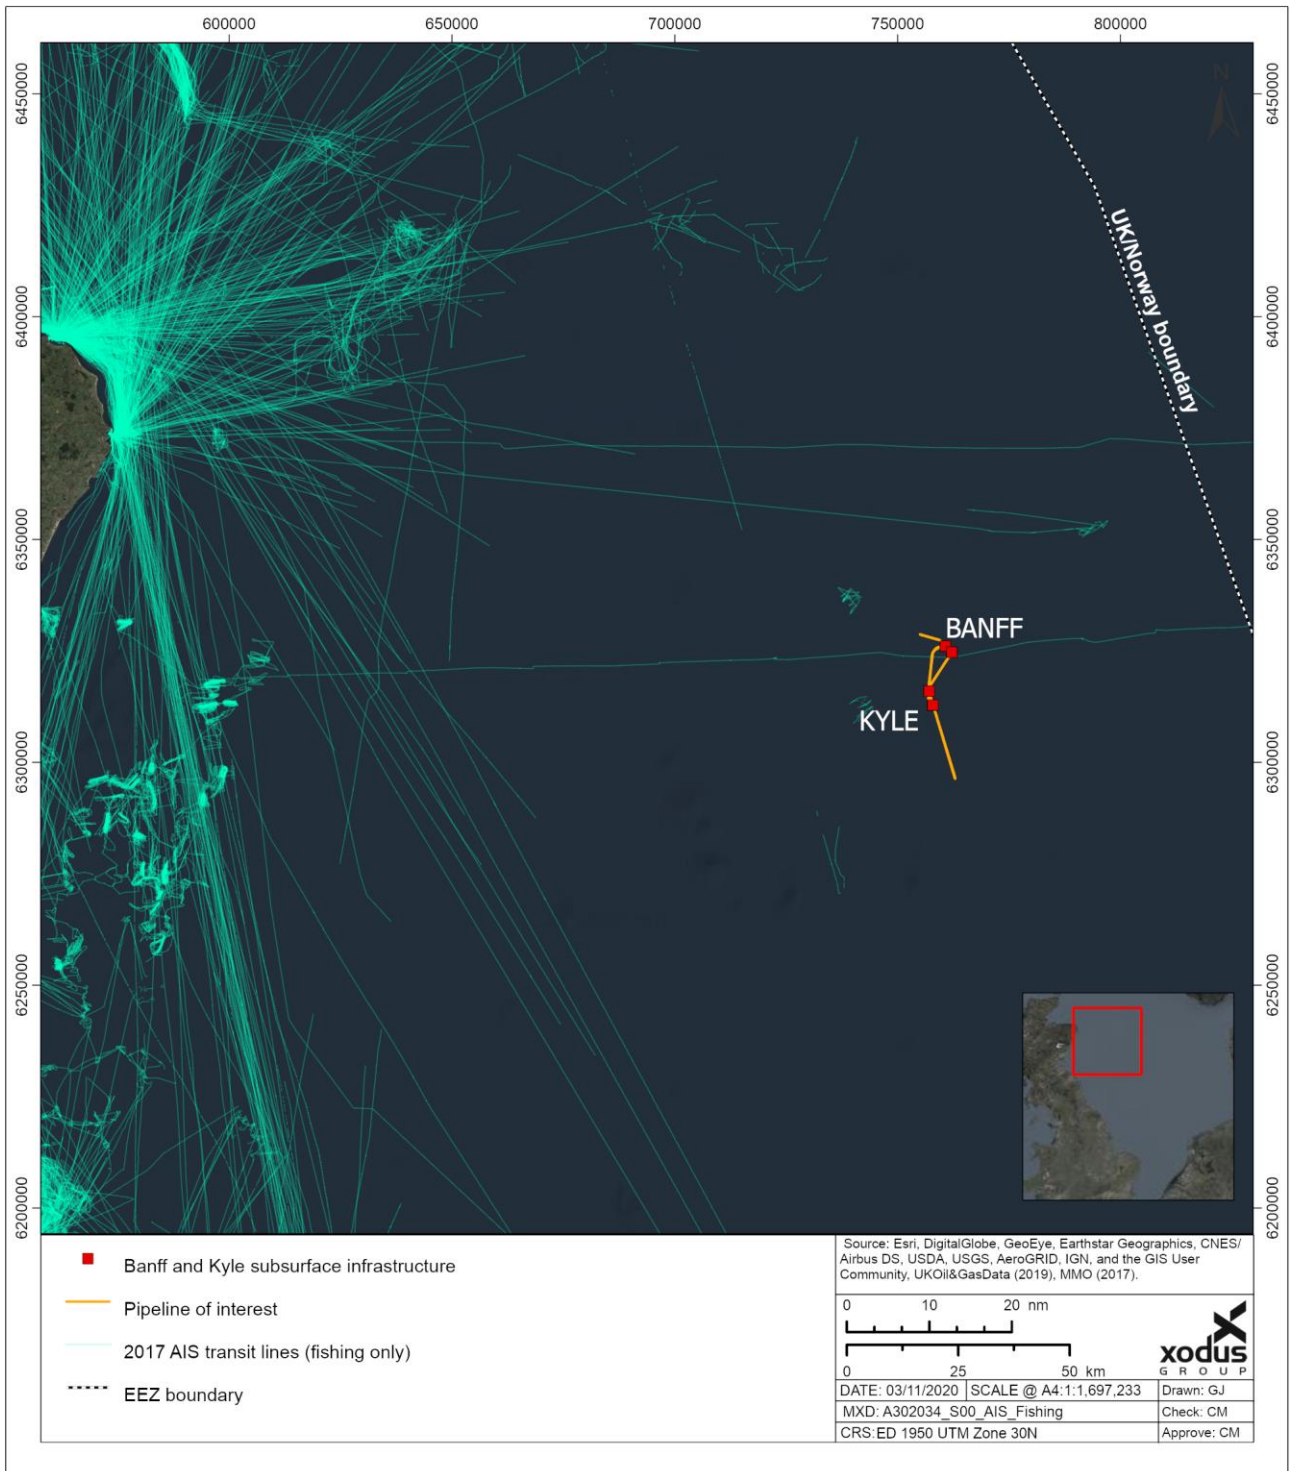 600000 650000 700000 750000 800000
6450000 6450000
N
UK/Norway boundary
6400000 6400000
6350000 6350000
BANFF
KYLE
6300000 6300000
6250000 6250000
6200000 6200000
Banff and Kyle subsurface infrastructure
Pipeline of interest
2017 AIS transit lines (fishing only)
EEZ boundary
Source: Esri, DigitalGlobe, GeoEye, Earthstar Geographics, CNES/
Airbus DS, USDA, USGS, AeroGRID, IGN, and the GIS User
Community, UKOil&GasData (2019), MMO (2017).
0 10 20 nm
0 25 50 km
xodus
GROUP
DATE: 03/11/2020 SCALE @ A4:1:1,697,233 Drawn: GJ
MXD: A302034_S00_AIS_Fishing Check: CM
CRS:ED 1950 UTM Zone 30N Approve: CM